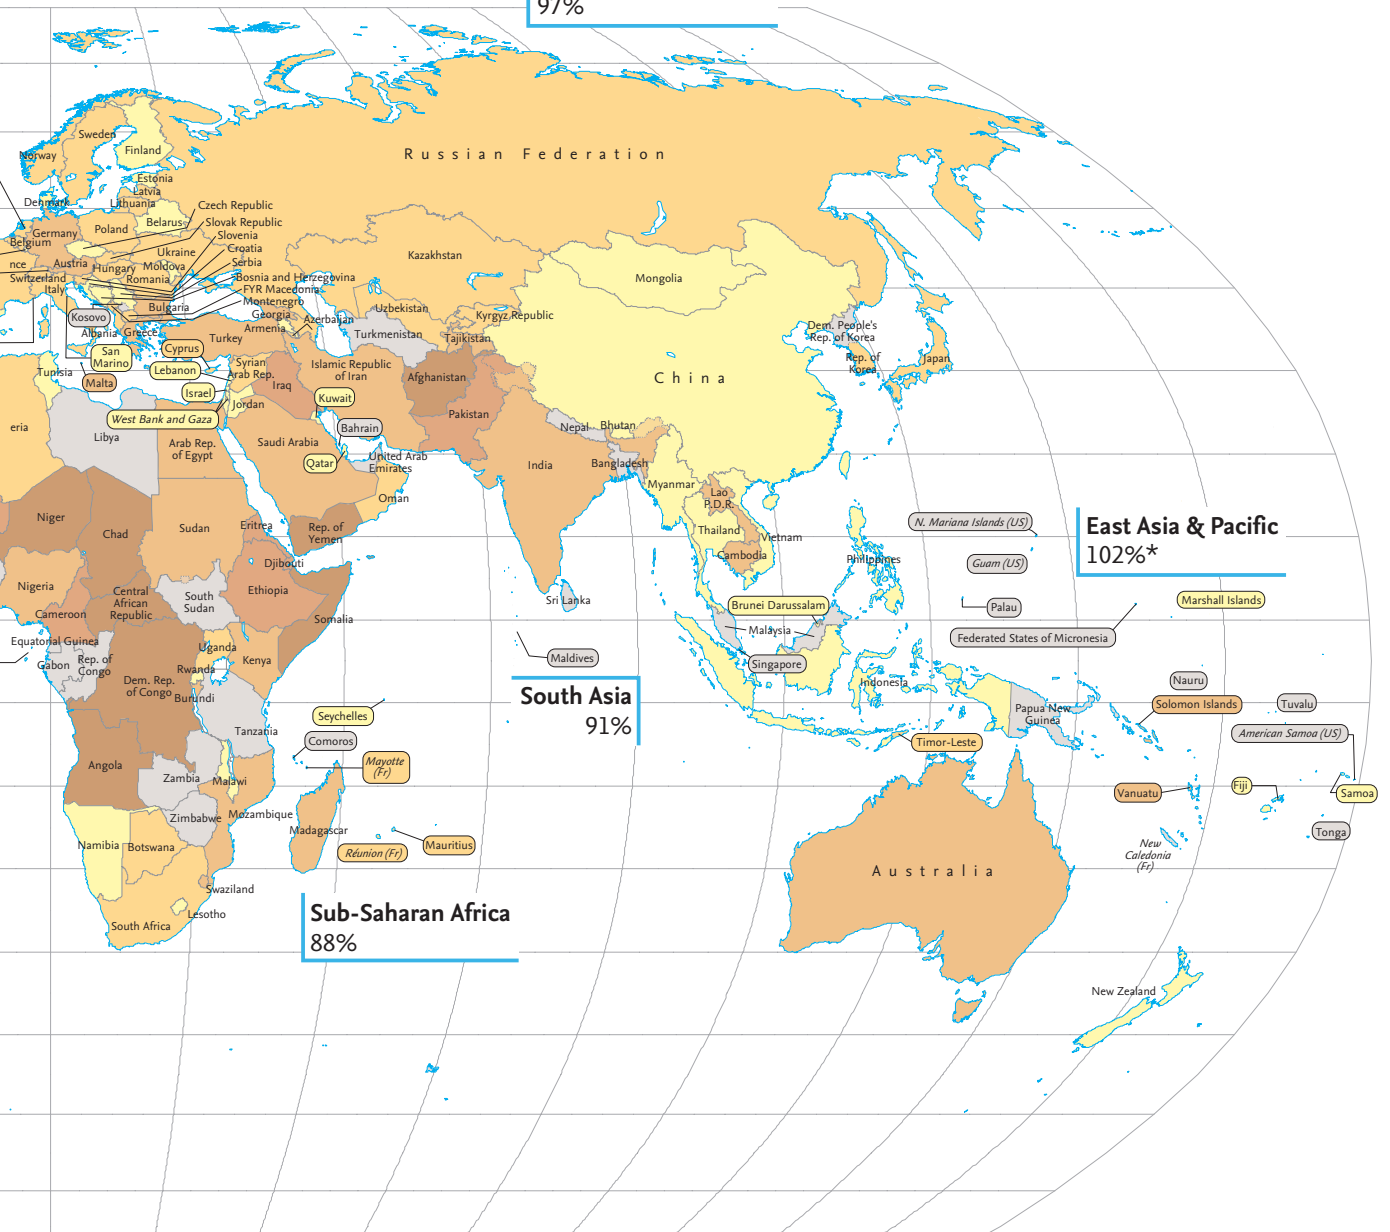 97%
Sweden
Norway
Finland
Russian Federation
Estonia
Latvia
Lithuania
Denmark
Czech Republic
Slovak Republic
Slovenia
Croatia
Serbia
Bosnia and Herzegovina
FYR Macedonia
Montenegro
Germany
Poland
Belarus
Belgium
Ukraine
nce
Austria
Hungary
Moldova
Switzerland
Romania
Italy
Bulgaria
Georgia
Armenia
Azerbaijan
Kosovo
Albania
Greece
Turkey
Kazakhstan
Mongolia
Uzbekistan
Kyrgyz Republic
Turkmenistan
Tajikistan
Dem. People's
Rep. of Korea
Rep. of
Korea
Japan
China
San
Marino
Cyprus
Lebanon
Syrian
Arab Rep.
Iraq
Islamic Republic
of Iran
Afghanistan
Tunisia
Malta
Israel
Jordan
Kuwait
Pakistan
West Bank and Gaza
Bahrain
eria
Libya
Arab Rep.
of Egypt
Saudi Arabia
Qatar
United Arab
Emirates
Oman
India
Nepal
Bhutan
Bangladesh
Myanmar
Lao
P.D.R.
Thailand
Vietnam
Cambodia
Philippines
N. Mariana Islands (US)
Guam (US)
East Asia & Pacific
102%*
Niger
Chad
Sudan
Eritrea
Rep. of
Yemen
Djibouti
Nigeria
Central
African
Republic
South
Sudan
Ethiopia
Cameroon
Somalia
Sri Lanka
Brunei Darussalam
Malaysia
Palau
Marshall Islands
Federated States of Micronesia
Equatorial Guinea
Gabon
Rep. of
Congo
Uganda
Kenya
Rwanda
Dem. Rep.
of Congo
Burundi
Maldives
Singapore
Indonesia
South Asia
91%
Nauru
Papua New
Guinea
Solomon Islands
Tuvalu
American Samoa (US)
Seychelles
Tanzania
Comoros
Mayotte
(Fr)
Timor-Leste
Angola
Zambia
Malawi
Vanuatu
Fiji
Samoa
Zimbabwe
Mozambique
Madagascar
Namibia
Botswana
Réunion (Fr)
Mauritius
Tonga
New
Caledonia
(Fr)
Australia
Swaziland
Lesotho
South Africa
Sub-Saharan Africa
88%
New Zealand